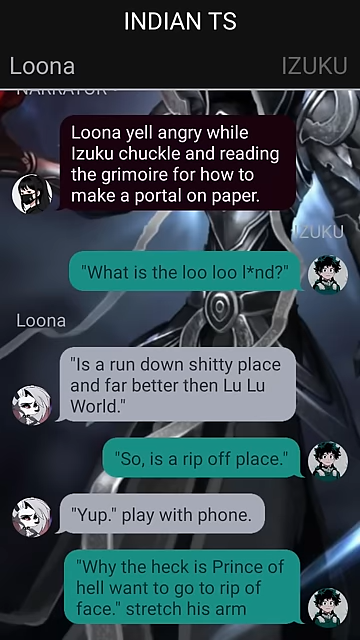 INDIAN TS
Loona
IZUKU
NARRATOR
Loona yell angry while
Izuku chuckle and reading
the grimoire for how to
make a portal on paper.
IZUKU
"What is the loo loo l*nd?"
Loona
"Is a run down shitty place
and far better then Lu Lu
World."
"So, is a rip off place."
"Yup." play with phone.
"Why the heck is Prince of
hell want to go to rip of
face." stretch his arm